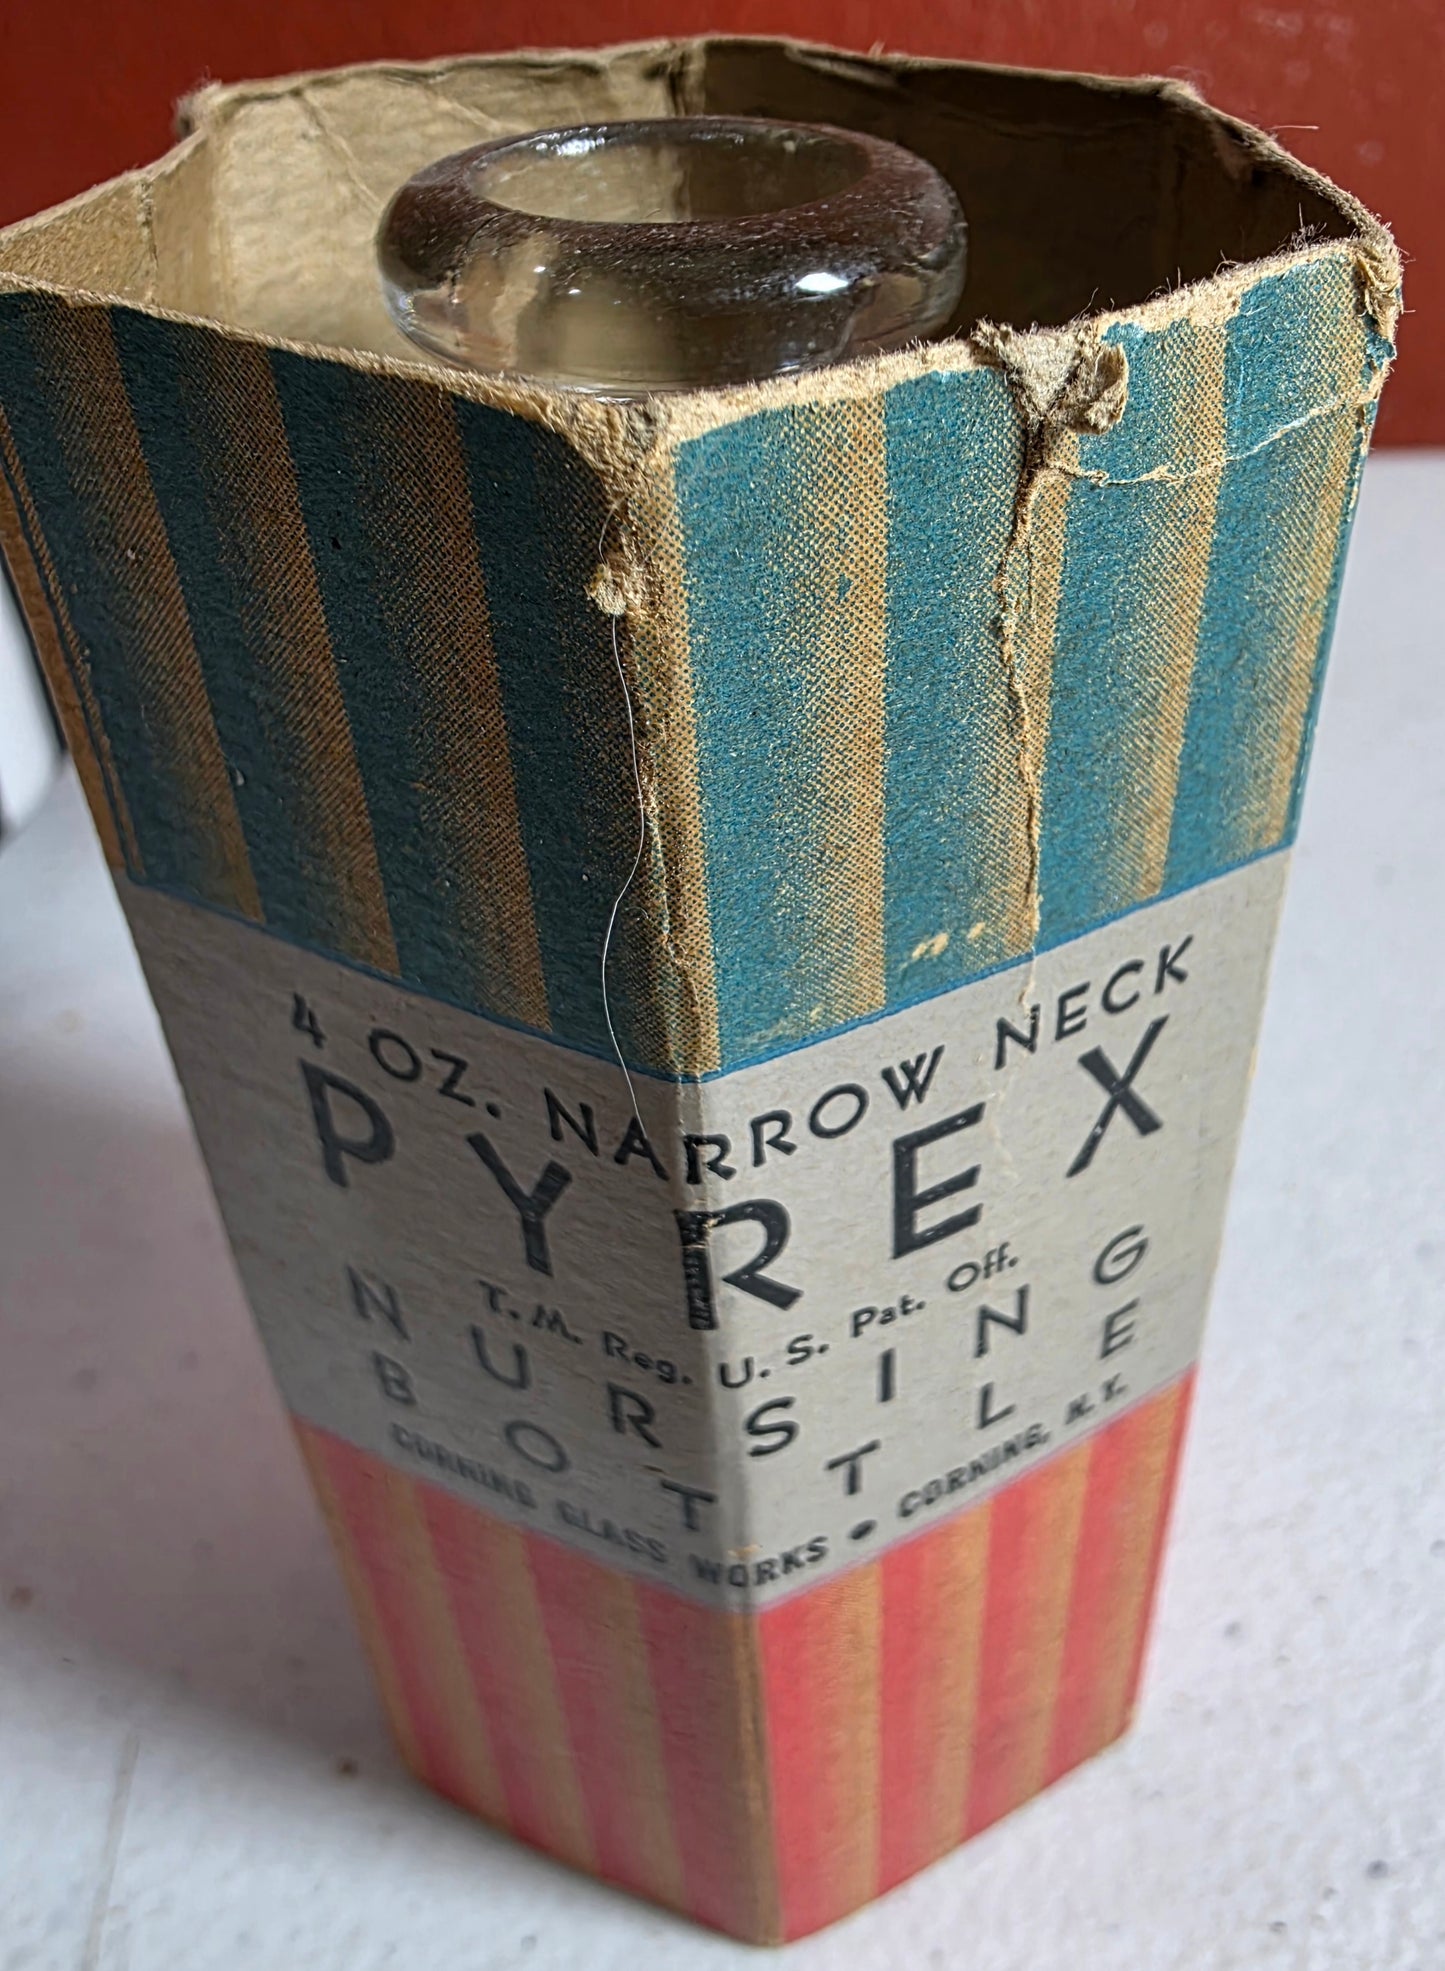 4 OZ. NARROW NECK
PYREX
T.M. Reg. U.S. Pat. Off.
NURSING
BOTTLE
CORNING GLASS WORKS • CORNING, N.Y.